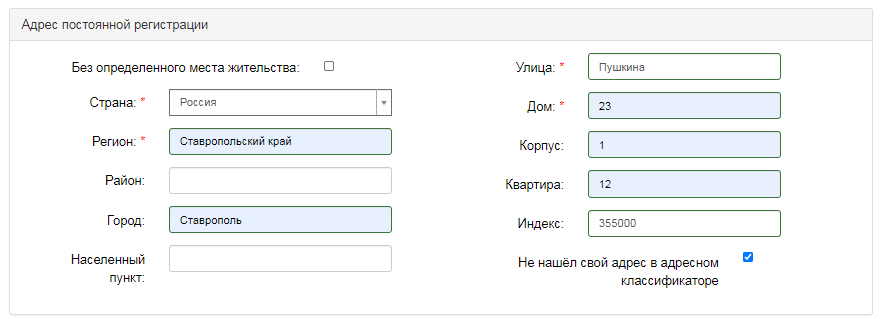 Адрес постоянной регистрации
Без определенного места жительства:
Страна: * Россия
Регион: * Ставропольский край
Район:
Город: Ставрополь
Населенный
пункт:
Улица: * Пушкина
Дом: * 23
Корпус: 1
Квартира: 12
Индекс: 355000
Не нашёл свой адрес в адресном
классификаторе